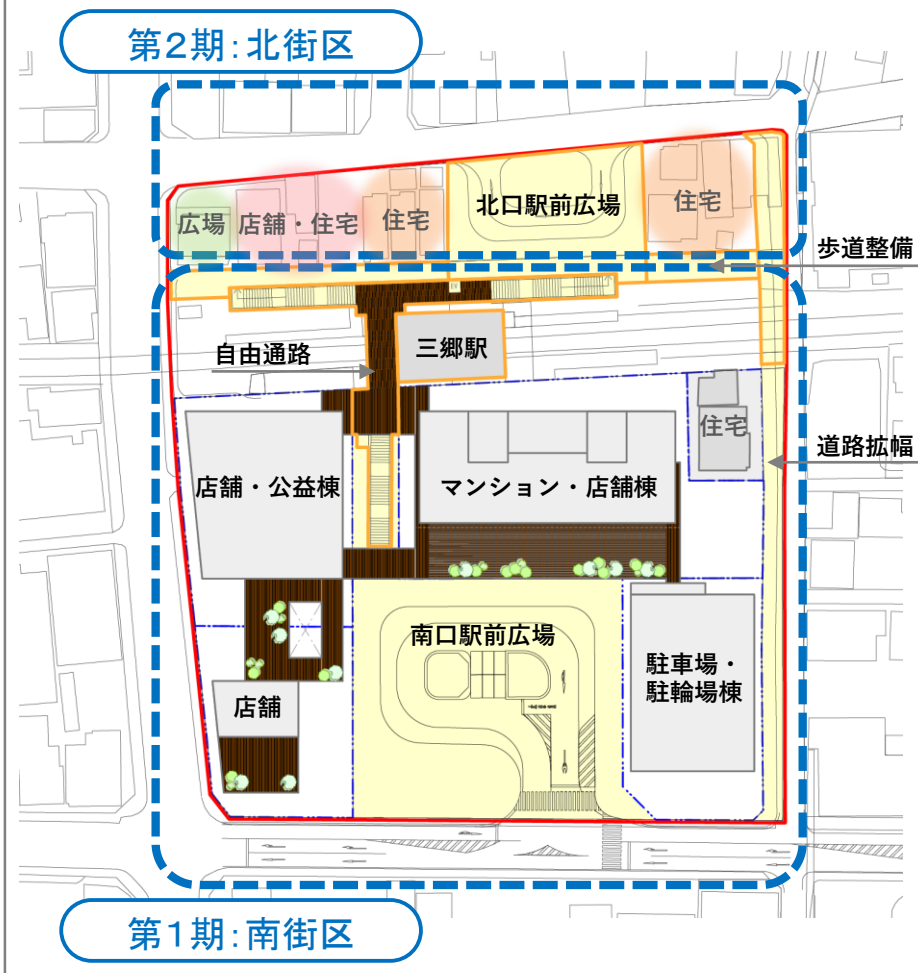 第2期:北街区
広場
店舗・住宅
住宅
北口駅前広場
住宅
歩道整備
EV
自由通路
三郷駅
住宅
道路拡幅
店舗・公益棟
マンション・店舗棟
南口駅前広場
駐車場・
駐輪場棟
店舗
第1期:南街区